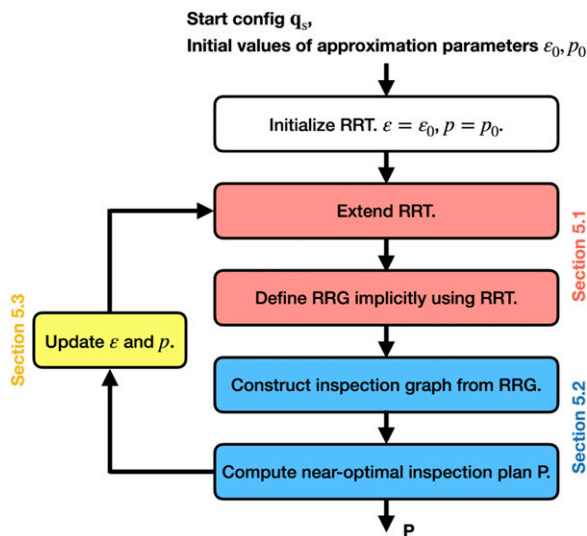 Start config q_s,
Initial values of approximation parameters ε_0, p_0
Initialize RRT. ε = ε_0, p = p_0.
Extend RRT.
Section 5.1
Define RRG implicitly using RRT.
Section 5.3
Update ε and p.
Construct inspection graph from RRG.
Section 5.2
Compute near-optimal inspection plan P.
P